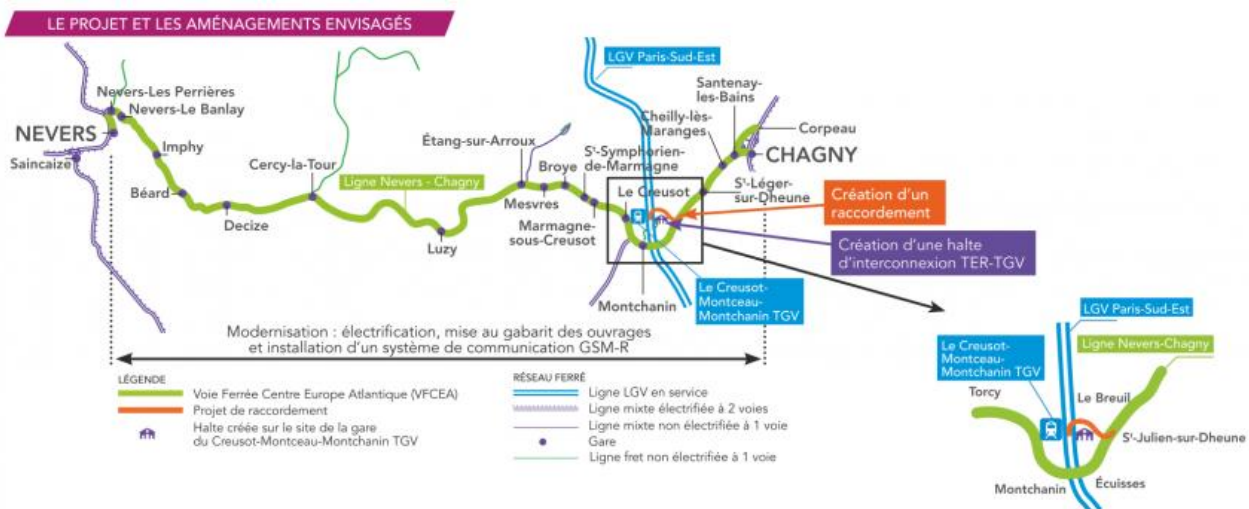 LE PROJET ET LES AMÉNAGEMENTS ENVISAGÉS
LGV Paris-Sud-Est
Nevers-Les Perrières
Nevers-Le Banlay
NEVERS
Saincaize
Imphy
Béard
Decize
Cercy-la-Tour
Ligne Nevers - Chagny
Luzy
Étang-sur-Arroux
Mesvres
Broye
Sᵗ-Symphorien-
de-Marmagne
Marmagne-
sous-Creusot
Le Creusot
Montchanin
Santenay-
les-Bains
Cheilly-lès-
Maranges
Corpeau
CHAGNY
Sᵗ-Léger-
sur-Dheune
Création d'un
raccordement
Création d'une halte
d'interconnexion TER-TGV
Le Creusot-
Montceau-
Montchanin TGV
Modernisation : électrification, mise au gabarit des ouvrages
et installation d'un système de communication GSM-R
LÉGENDE
Voie Ferrée Centre Europe Atlantique (VFCEA)
Projet de raccordement
Halte créée sur le site de la gare
du Creusot-Montceau-Montchanin TGV
RÉSEAU FERRÉ
Ligne LGV en service
Ligne mixte électrifiée à 2 voies
Ligne mixte non électrifiée à 1 voie
Gare
Ligne fret non électrifiée à 1 voie
LGV Paris-Sud-Est
Ligne Nevers-Chagny
Le Creusot-
Montceau-
Montchanin TGV
Torcy
Le Breuil
Sᵗ-Julien-sur-Dheune
Montchanin
Écuisses